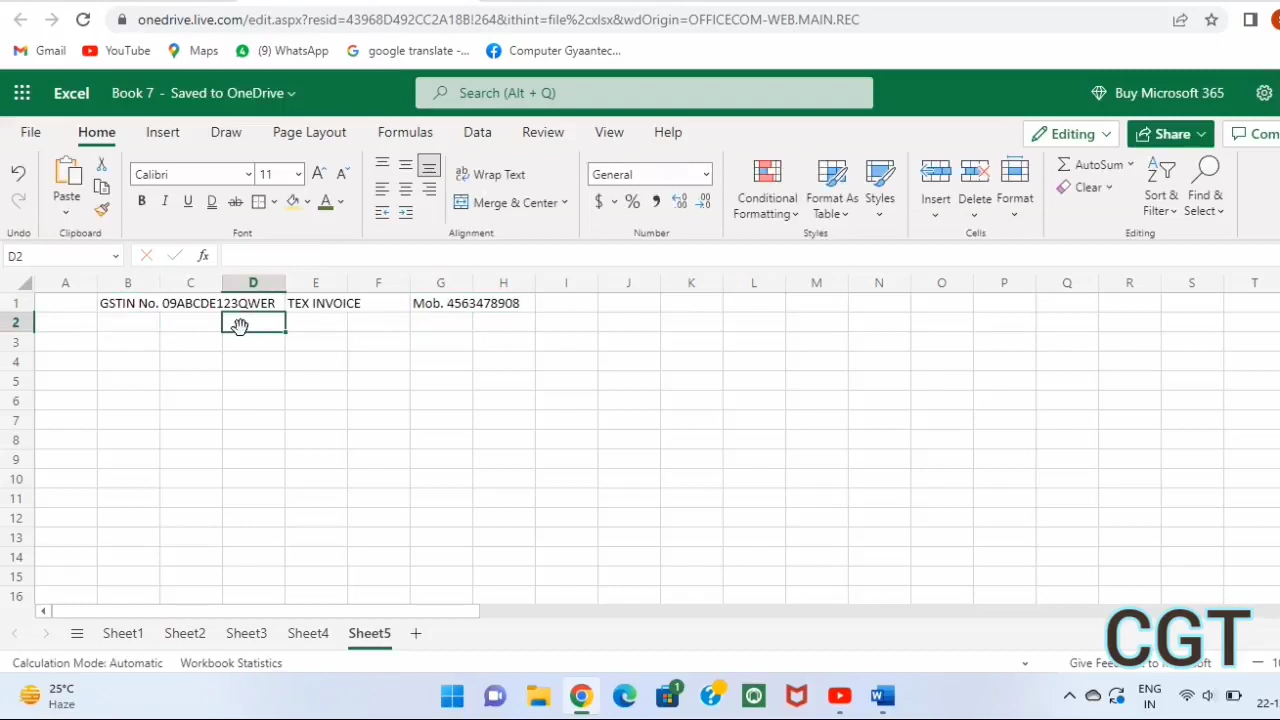 onedrive.live.com/edit.aspx?resid=43968D492CC2A18B!264&ithint=file%2cxlsx&wdOrigin=OFFICECOM-WEB.MAIN.REC
Gmail YouTube Maps (9) WhatsApp google translate -... Computer Gyaantec...
Excel Book 7 - Saved to OneDrive Search (Alt + Q) Buy Microsoft 365
File Home Insert Draw Page Layout Formulas Data Review View Help Editing Share Com
Calibri 11 Wrap Text General $ % AutoSum
Paste B I U D ab A Merge & Center Conditional Formatting Format As Table Styles Insert Delete Format Clear Sort & Filter Find & Select
Undo Clipboard Font Alignment Number Styles Cells Editing
D2 fx
A B C D E F G H I J K L M N O P Q R S T
1 GSTIN No. 09ABCDE123QWER TEX INVOICE Mob. 4563478908
2
3
4
5
6
7
8
9
10
11
12
13
14
15
16
Sheet1 Sheet2 Sheet3 Sheet4 Sheet5 +
CGT
Calculation Mode: Automatic Workbook Statistics
25°C ENG
Haze IN